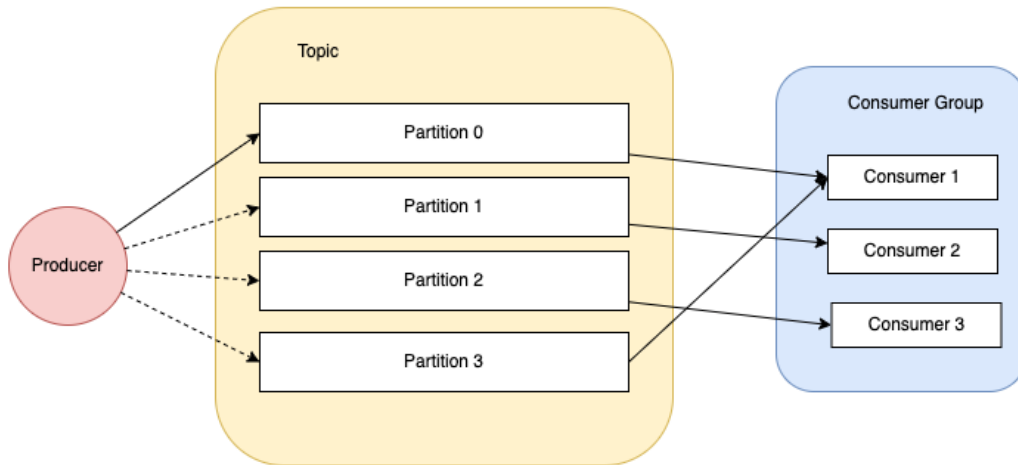 Topic
Consumer Group
Partition 0
Consumer 1
Partition 1
Consumer 2
Producer
Partition 2
Consumer 3
Partition 3